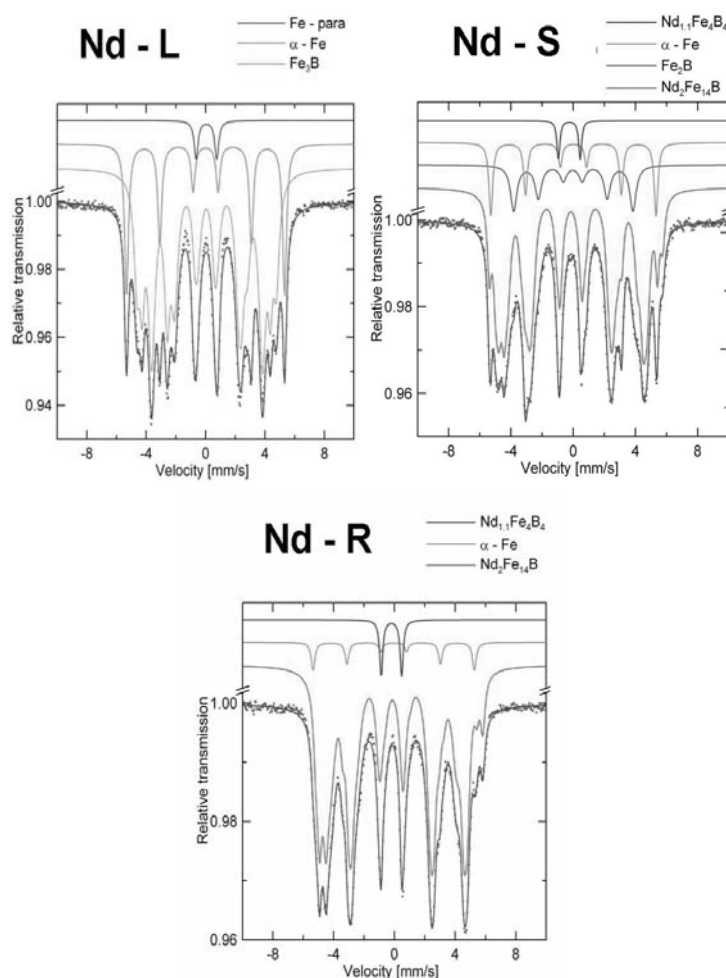 Nd - L
Fe - para
α - Fe
Fe₃B
Relative transmission
1.00
0.98
0.96
0.94
-8 -4 0 4 8
Velocity [mm/s]
Nd - S
Nd₁.₁Fe₄B₄
α - Fe
Fe₂B
Nd₂Fe₁₄B
Relative transmission
1.00
0.98
0.96
-8 -4 0 4 8
Velocity [mm/s]
Nd - R
Nd₁.₁Fe₄B₄
α - Fe
Nd₂Fe₁₄B
Relative transmission
1.00
0.98
0.96
-8 -4 0 4 8
Velocity [mm/s]